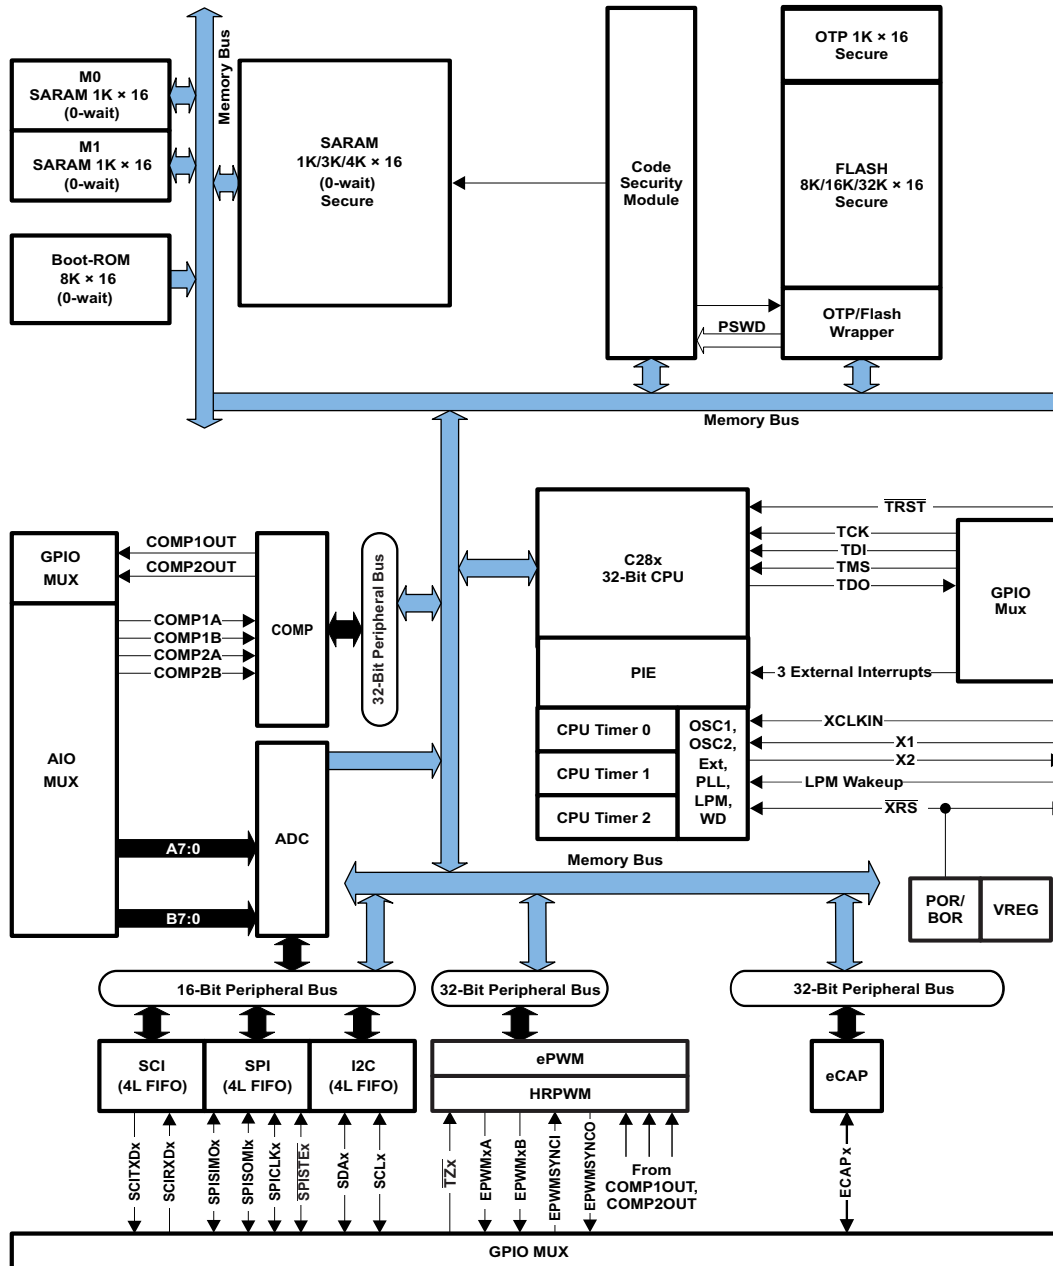 Memory Bus
M0
SARAM 1K × 16
(0-wait)
M1
SARAM 1K × 16
(0-wait)
Boot-ROM
8K × 16
(0-wait)
SARAM
1K/3K/4K × 16
(0-wait)
Secure
Code
Security
Module
OTP 1K × 16
Secure
FLASH
8K/16K/32K × 16
Secure
OTP/Flash
Wrapper
PSWD
Memory Bus
GPIO
MUX
COMP1OUT
COMP2OUT
COMP1A
COMP1B
COMP2A
COMP2B
COMP
32-Bit Peripheral Bus
AIO
MUX
A7:0
B7:0
ADC
C28x
32-Bit CPU
PIE
CPU Timer 0
CPU Timer 1
CPU Timer 2
OSC1,
OSC2,
Ext,
PLL,
LPM,
WD
TRST
TCK
TDI
TMS
TDO
GPIO
Mux
3 External Interrupts
XCLKIN
X1
X2
LPM Wakeup
XRS
POR/
BOR
VREG
Memory Bus
16-Bit Peripheral Bus
32-Bit Peripheral Bus
32-Bit Peripheral Bus
SCI
(4L FIFO)
SPI
(4L FIFO)
I2C
(4L FIFO)
ePWM
HRPWM
eCAP
SCITXDx
SCIRXDx
SPISIMOx
SPISOMIx
SPICLKx
SPISTEx
SDAx
SCLx
TZx
EPWMxA
EPWMxB
EPWMSYNCI
EPWMSYNCO
From
COMP1OUT,
COMP2OUT
ECAPx
GPIO MUX